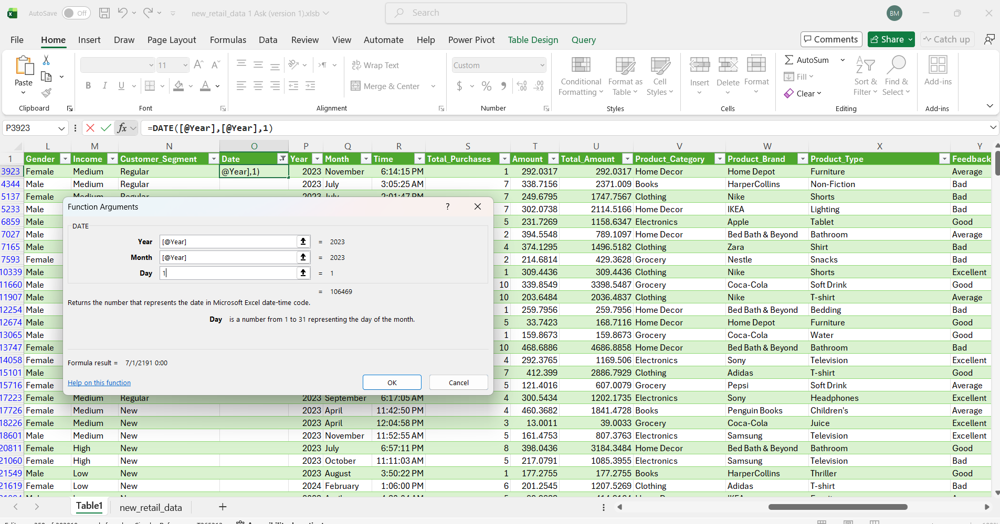 AutoSave Off new_retail_data 1 Ask (version 1).xlsb Search BM
File Home Insert Draw Page Layout Formulas Data Review View Automate Help Power Pivot Table Design Query Comments Share Catch up
Paste
Clipboard
11
B I U
Font
Wrap Text
Merge & Center
Alignment
Custom
$ % 9 .00 .00
Number
Conditional Formatting
Format as Table
Cell Styles
Styles
Insert Delete Format
Cells
AutoSum
Fill
Clear
Sort & Filter
Find & Select
Editing
Add-ins
Add-ins
P3923 fx =DATE([@Year],[@Year],1)
L M N O P Q R S T U V W X Y
1 Gender Income Customer_Segment Date Year Month Time Total_Purchases Amount Total_Amount Product_Category Product_Brand Product_Type Feedback
3923 Female Medium Regular @Year],1) 2023 November 6:14:15 PM 1 292.0317 292.0317 Home Decor Home Depot Furniture Average
4344 Male Medium Regular 2023 July 3:05:25 AM 7 338.7156 2371.009 Books HarperCollins Non-Fiction Bad
5137 Female Medium Regular 2023 July 2:01:47 PM 7 249.6795 1747.7567 Clothing Nike Shorts Bad
5233 Male 7 302.0738 2114.5166 Home Decor IKEA Lighting Bad
6859 Male 5 231.7269 1158.6347 Electronics Apple Tablet Good
7027 Male 2 394.5548 789.1097 Home Decor Bed Bath & Beyond Bathroom Average
7165 Male 4 374.1295 1496.5182 Clothing Zara Shirt Bad
7593 Female 2 214.6814 429.3628 Grocery Nestle Snacks Bad
10339 Male 1 309.4436 309.4436 Clothing Nike Shorts Excellent
11660 Male 10 339.8549 3398.5487 Grocery Coca-Cola Soft Drink Good
11907 Male 10 203.6484 2036.4837 Clothing Nike T-shirt Average
12254 Male 1 259.7956 259.7956 Home Decor Bed Bath & Beyond Bedding Bad
12674 Male 5 33.7423 168.7116 Home Decor Home Depot Furniture Good
13065 Male 1 159.8673 159.8673 Grocery Coca-Cola Water Good
13747 Female 10 468.6886 4686.8858 Home Decor Bed Bath & Beyond Bathroom Bad
14058 Female 4 292.3765 1169.506 Electronics Sony Television Excellent
15101 Male 7 412.399 2886.7929 Clothing Adidas T-shirt Good
15716 Female 5 121.4016 607.0079 Grocery Pepsi Soft Drink Average
17223 Female Medium Regular 2023 September 6:17:05 AM 4 300.5434 1202.1735 Electronics Sony Headphones Excellent
17726 Female Medium New 2023 April 11:42:50 PM 4 460.3682 1841.4728 Books Penguin Books Children's Average
18226 Female Medium New 2023 April 12:04:58 PM 3 13.0011 39.0033 Grocery Coca-Cola Juice Excellent
18601 Male Medium New 2023 November 11:52:55 AM 5 161.4753 807.3763 Electronics Samsung Television Excellent
20811 Female High New 2023 July 6:57:11 PM 8 398.0436 3184.3484 Home Decor Bed Bath & Beyond Bathroom Good
21060 Female High New 2023 October 11:11:03 AM 5 217.0791 1085.3955 Electronics Samsung Television Bad
21549 Male Low New 2023 August 3:50:22 PM 1 177.2755 177.2755 Books HarperCollins Thriller Good
21619 Female Low New 2024 February 1:06:00 PM 6 201.2545 1207.5269 Clothing Adidas T-shirt Bad
Function Arguments ?
DATE
Year [@Year] = 2023
Month [@Year] = 2023
Day 1 = 1
= 106469
Returns the number that represents the date in Microsoft Excel date-time code.
Day is a number from 1 to 31 representing the day of the month.
Formula result = 7/1/2191 0:00
Help on this function OK Cancel
Table1 new_retail_data